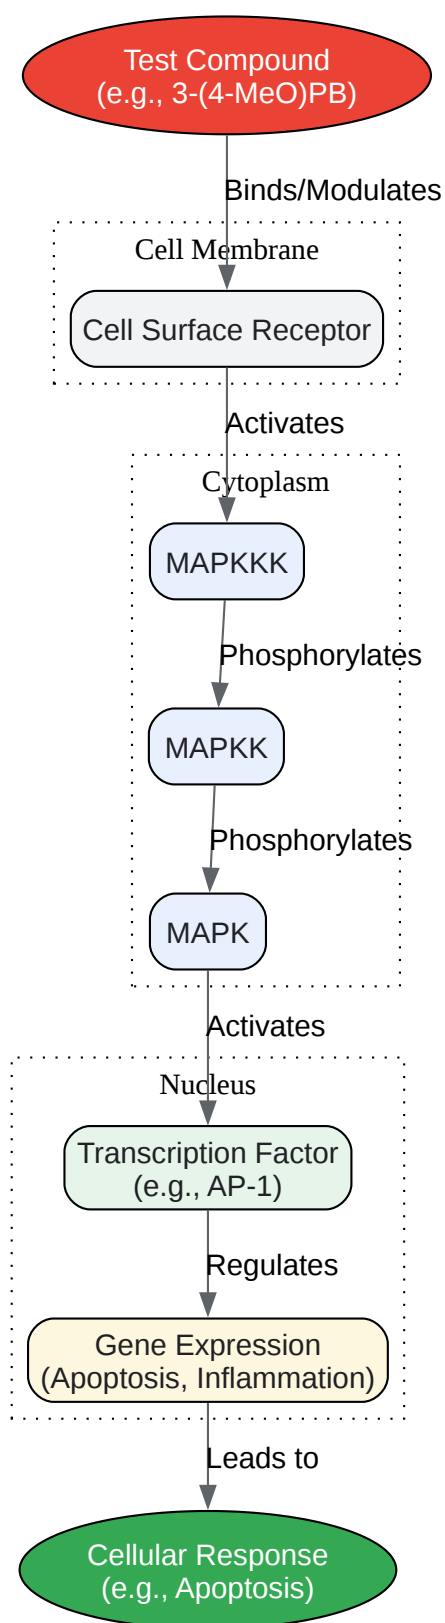 Test Compound
(e.g., 3-(4-MeO)PB)
Binds/Modulates
Cell Membrane
Cell Surface Receptor
Activates
Cytoplasm
MAPKKK
Phosphorylates
MAPKK
Phosphorylates
MAPK
Activates
Nucleus
Transcription Factor
(e.g., AP-1)
Regulates
Gene Expression
(Apoptosis, Inflammation)
Leads to
Cellular Response
(e.g., Apoptosis)